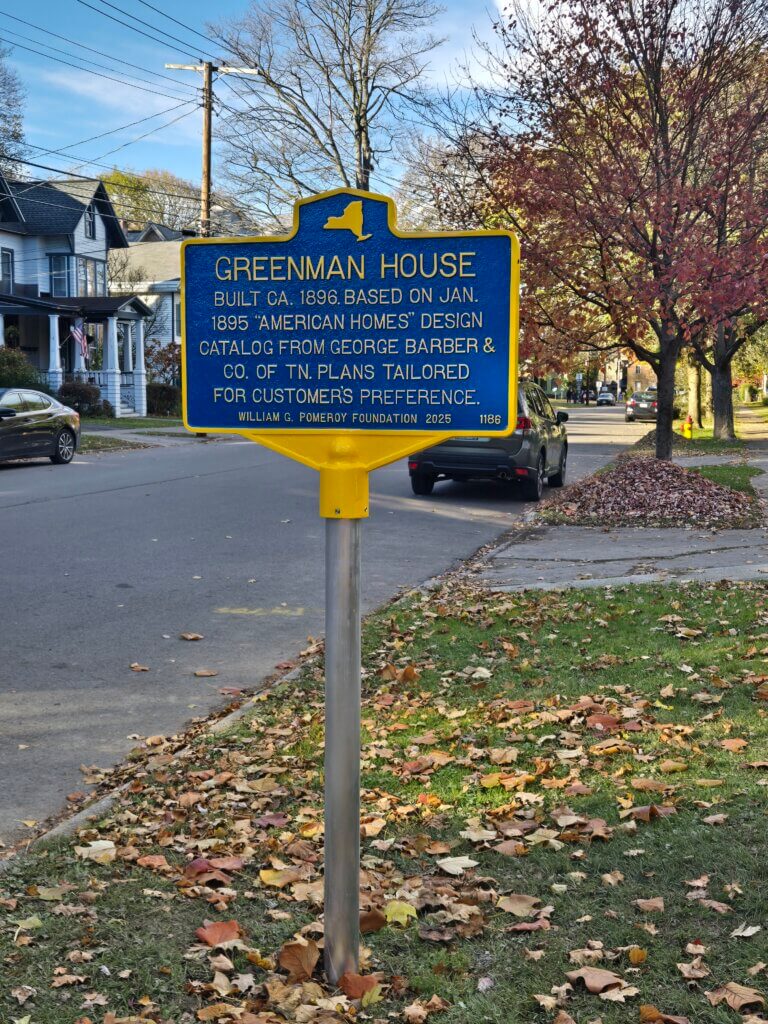 GREENMAN HOUSE
BUILT CA. 1896. BASED ON JAN.
1895 "AMERICAN HOMES" DESIGN
CATALOG FROM GEORGE BARBER &
CO. OF TN. PLANS TAILORED
FOR CUSTOMER'S PREFERENCE.
WILLIAM G. POMEROY FOUNDATION 2025 1186